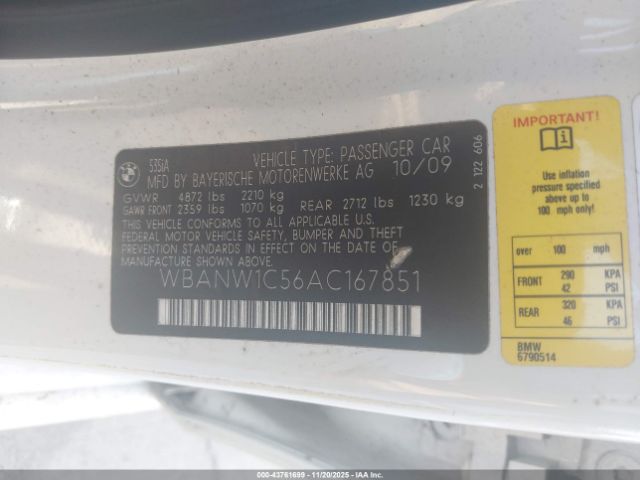 BMW
535iA
VEHICLE TYPE: PASSENGER CAR
MFD BY BAYERISCHE MOTORENWERKE AG 10/09
GVWR 4872 lbs 2210 kg
GAWR FRONT 2359 lbs 1070 kg REAR 2712 lbs 1230 kg
THIS VEHICLE CONFORMS TO ALL APPLICABLE U.S.
FEDERAL MOTOR VEHICLE SAFETY, BUMPER AND THEFT
PREVENTION STANDARDS IN EFFECT ON THE DATE OF
MANUFACTURE SHOWN ABOVE.
WBANW1C56AC167851
2 122 606
IMPORTANT!
Use inflation
pressure specified
above for up to
100 mph only!
over 100 mph
FRONT 290 KPA
42 PSI
REAR 320 KPA
46 PSI
BMW
6790514
000-43761699 - 11/20/2025 - IAAI.COM